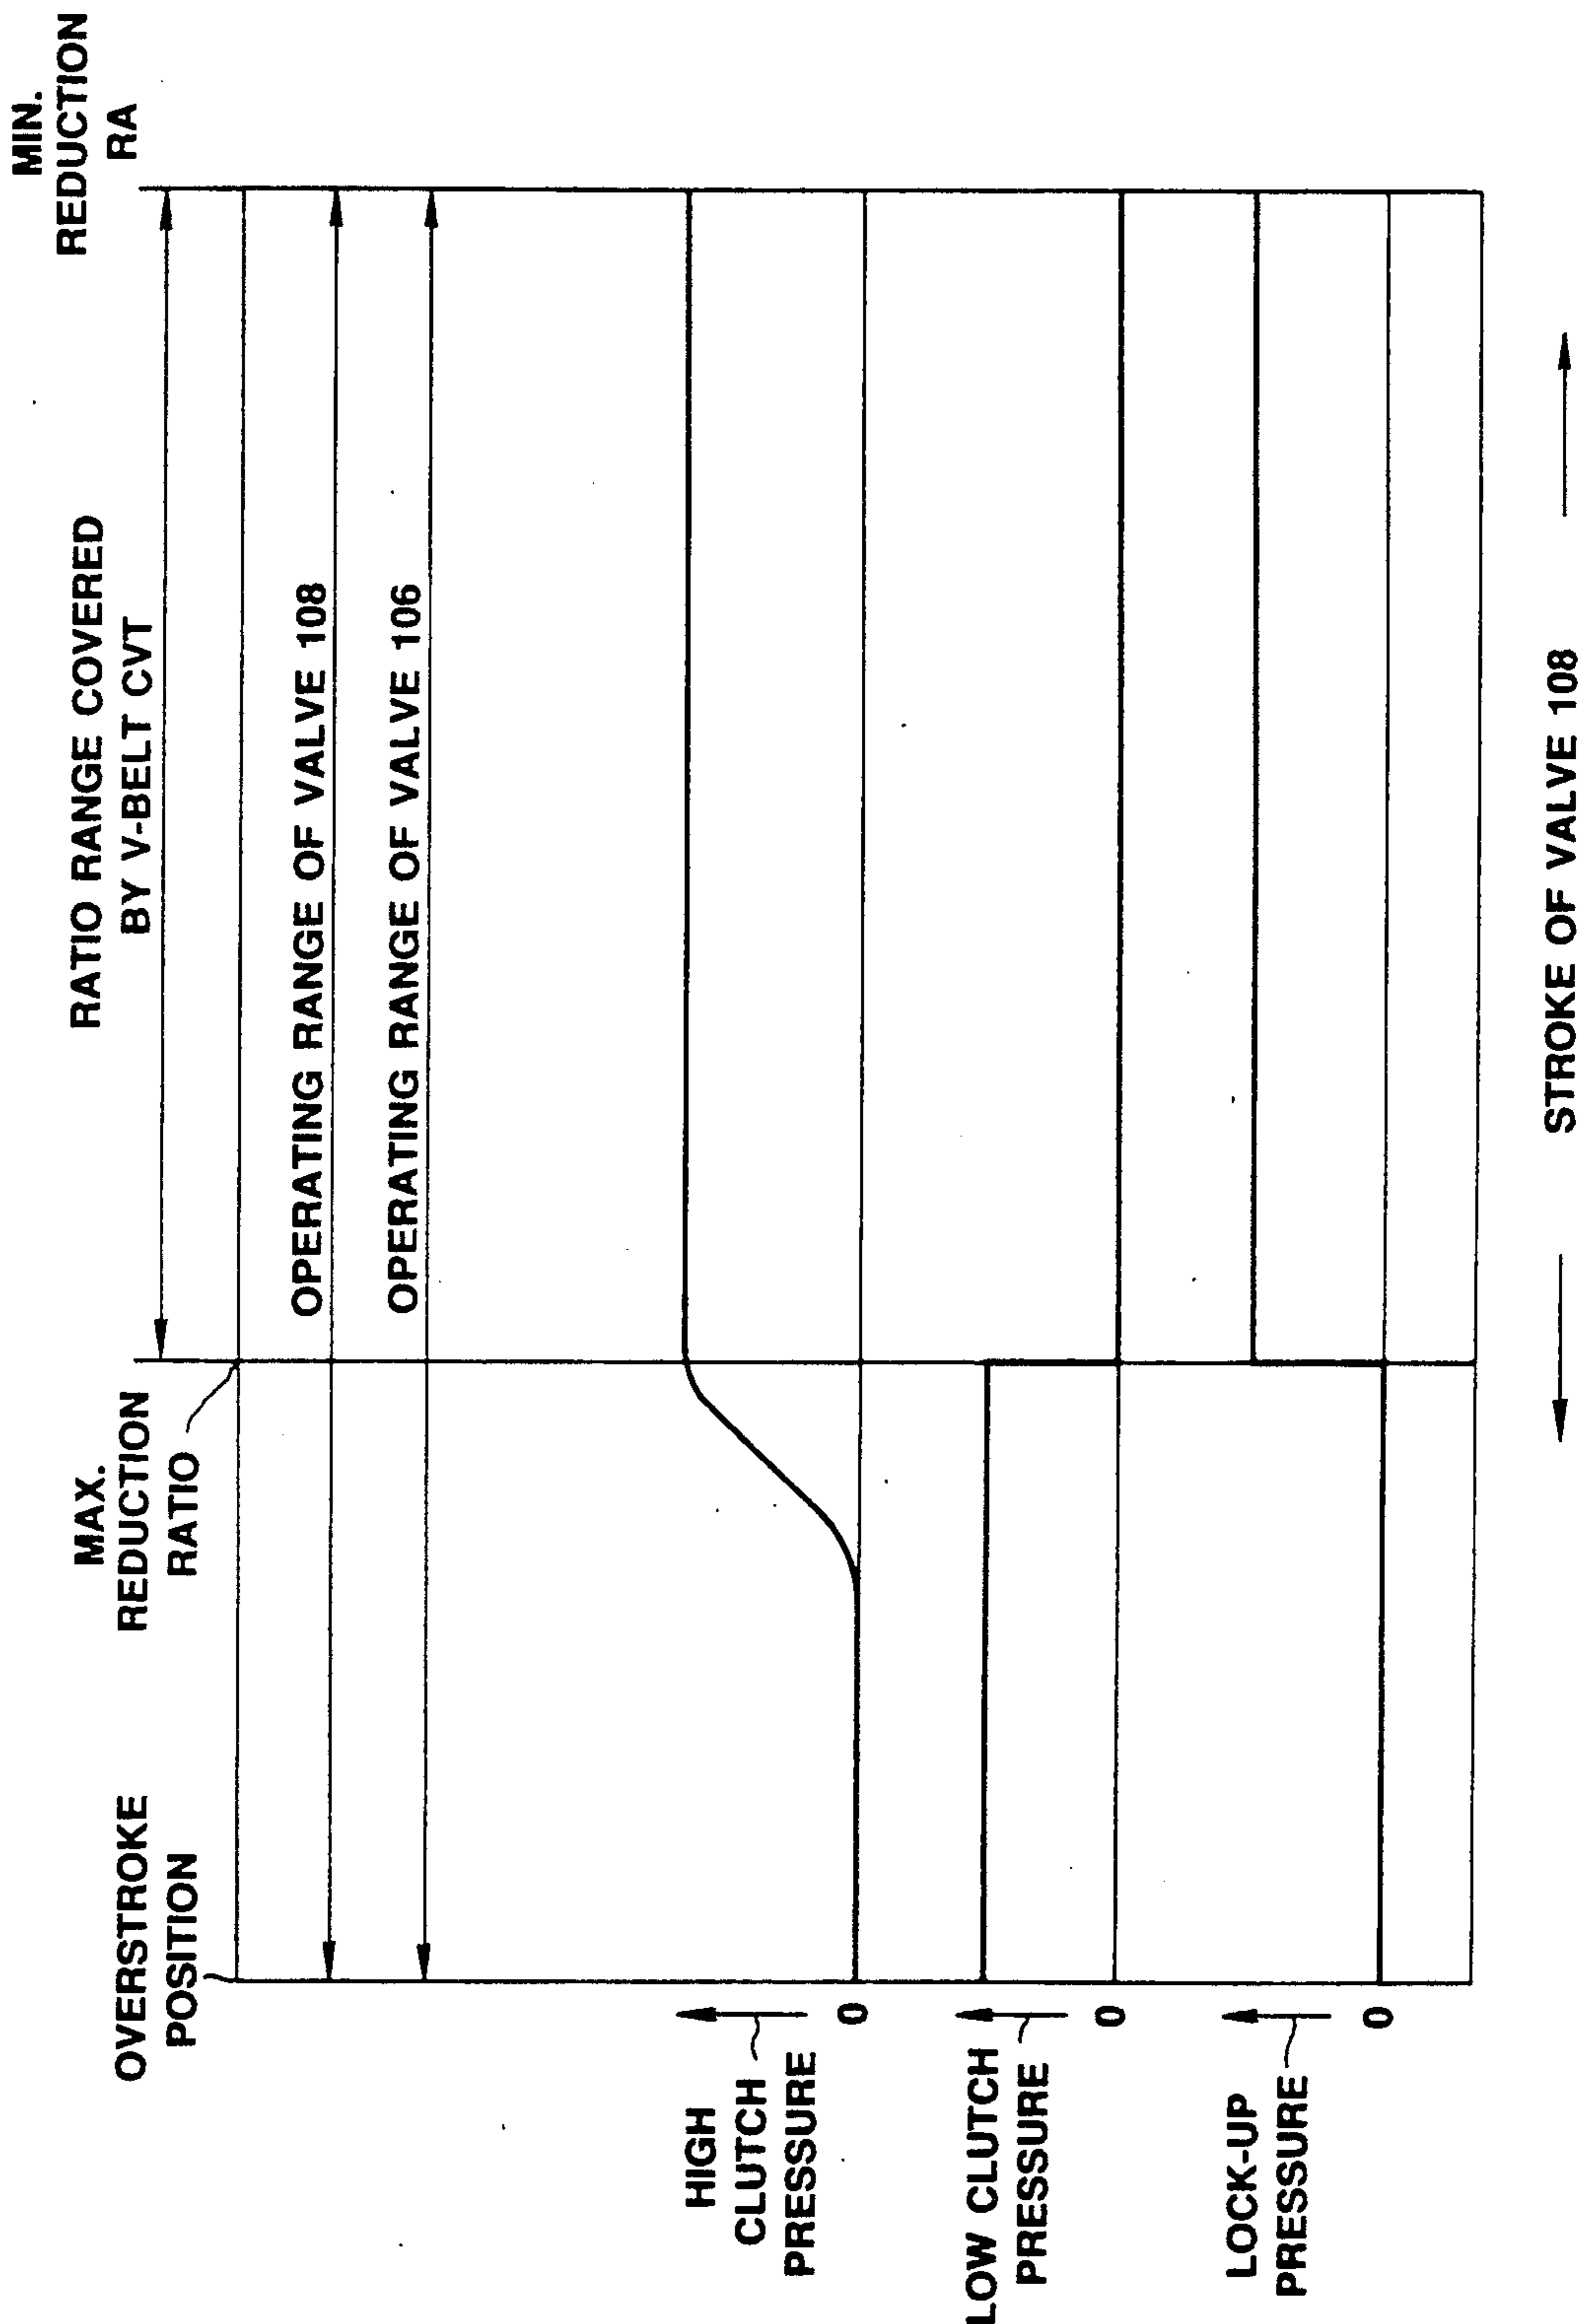 OVERSTROKE
POSITION
MAX.
REDUCTION
RATIO
RATIO RANGE COVERED
BY V-BELT CVT
MIN.
REDUCTION
RA
OPERATING RANGE OF VALVE 108
OPERATING RANGE OF VALVE 106
HIGH
CLUTCH
PRESSURE
0
LOW CLUTCH
PRESSURE
0
LOCK-UP
PRESSURE
0
STROKE OF VALVE 108